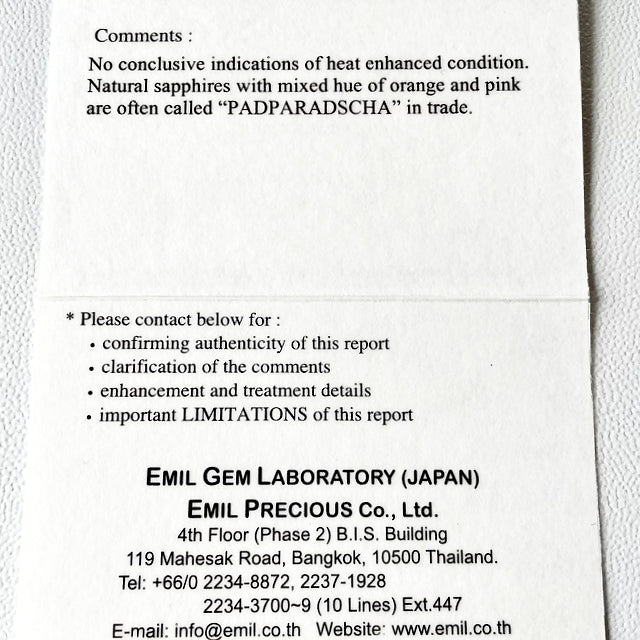 Comments :
No conclusive indications of heat enhanced condition.
Natural sapphires with mixed hue of orange and pink
are often called “PADPARADSCHA” in trade.
* Please contact below for :
• confirming authenticity of this report
• clarification of the comments
• enhancement and treatment details
• important LIMITATIONS of this report
EMIL GEM LABORATORY (JAPAN)
EMIL PRECIOUS Co., Ltd.
4th Floor (Phase 2) B.I.S. Building
119 Mahesak Road, Bangkok, 10500 Thailand.
Tel: +66/0 2234-8872, 2237-1928
2234-3700~9 (10 Lines) Ext.447
E-mail: info@emil.co.th Website: www.emil.co.th